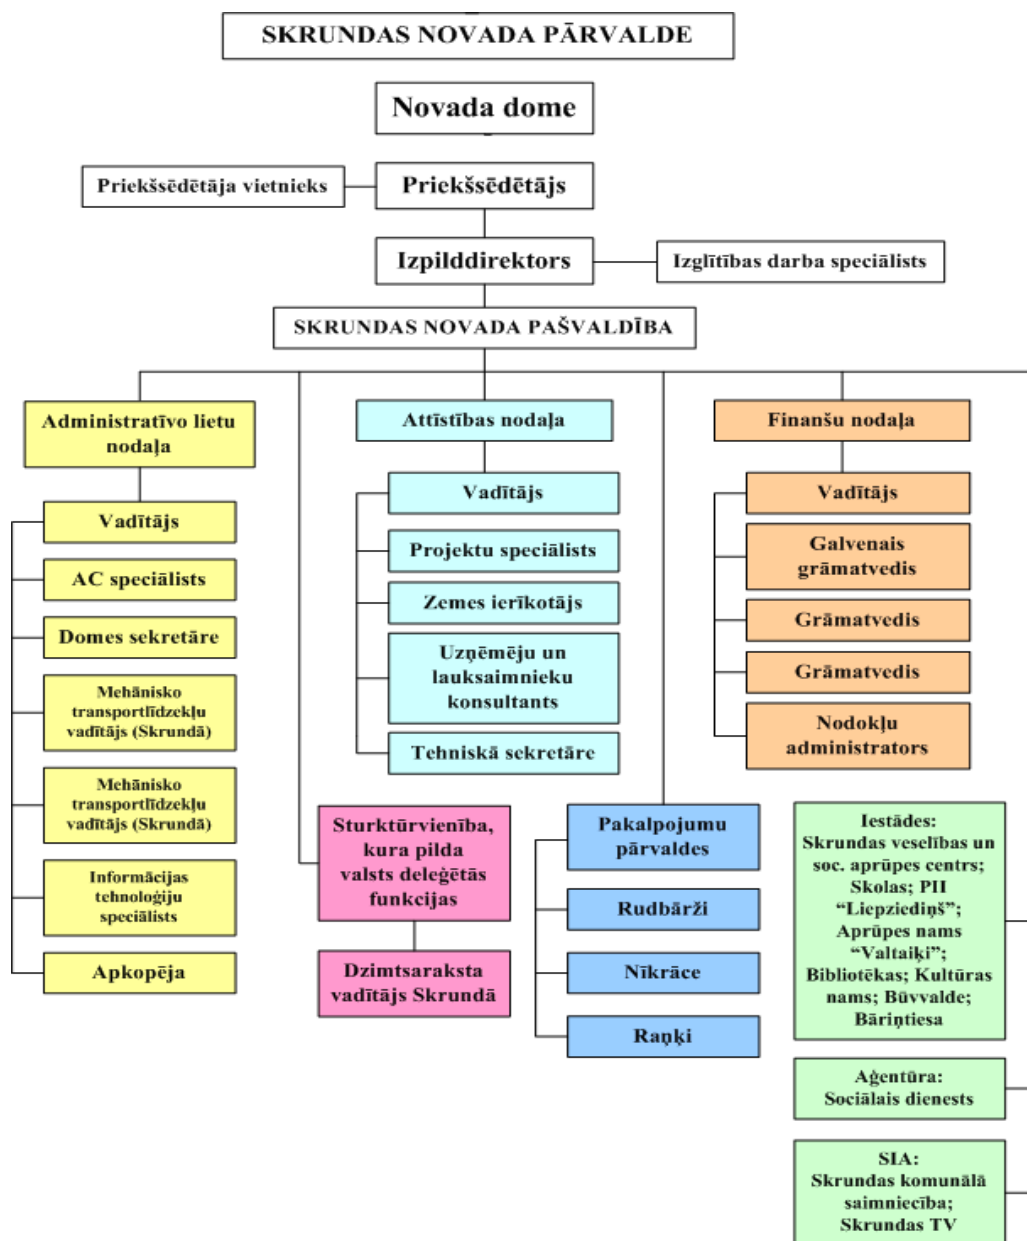 SKRUNDAS NOVADA PĀRVALDE
Novada dome
Priekšsēdētāja vietnieks
Priekšsēdētājs
Izpilddirektors
Izglītības darba speciālists
SKRUNDAS NOVADA PAŠVALDĪBA
Administratīvo lietu
nodaļa
Vadītājs
AC speciālists
Domes sekretāre
Mehānisko
transportlīdzekļu
vadītājs (Skrundā)
Mehānisko
transportlīdzekļu
vadītājs (Skrundā)
Informācijas
tehnoloģiju
speciālists
Apkopēja
Attīstības nodaļa
Vadītājs
Projektu speciālists
Zemes ierīkotājs
Uzņēmēju un
lauksaimnieku
konsultants
Tehniskā sekretāre
Finanšu nodaļa
Vadītājs
Galvenais
grāmatvedis
Grāmatvedis
Grāmatvedis
Nodokļu
administrators
Sturktūrvienība,
kura pilda
valsts deleģētās
funkcijas
Dzimtsaraksta
vadītājs Skrundā
Pakalpojumu
pārvaldes
Rudbārži
Nīkrāce
Raņķi
Iestādes:
Skrundas veselības un
soc. aprūpes centrs;
Skolas; PII
“Liepziediņš”;
Aprūpes nams
“Valtaiķi”;
Bibliotēkas; Kultūras
nams; Būvvalde;
Bāriņtiesa
Aģentūra:
Sociālais dienests
SIA:
Skrundas komunālā
saimniecība;
Skrundas TV